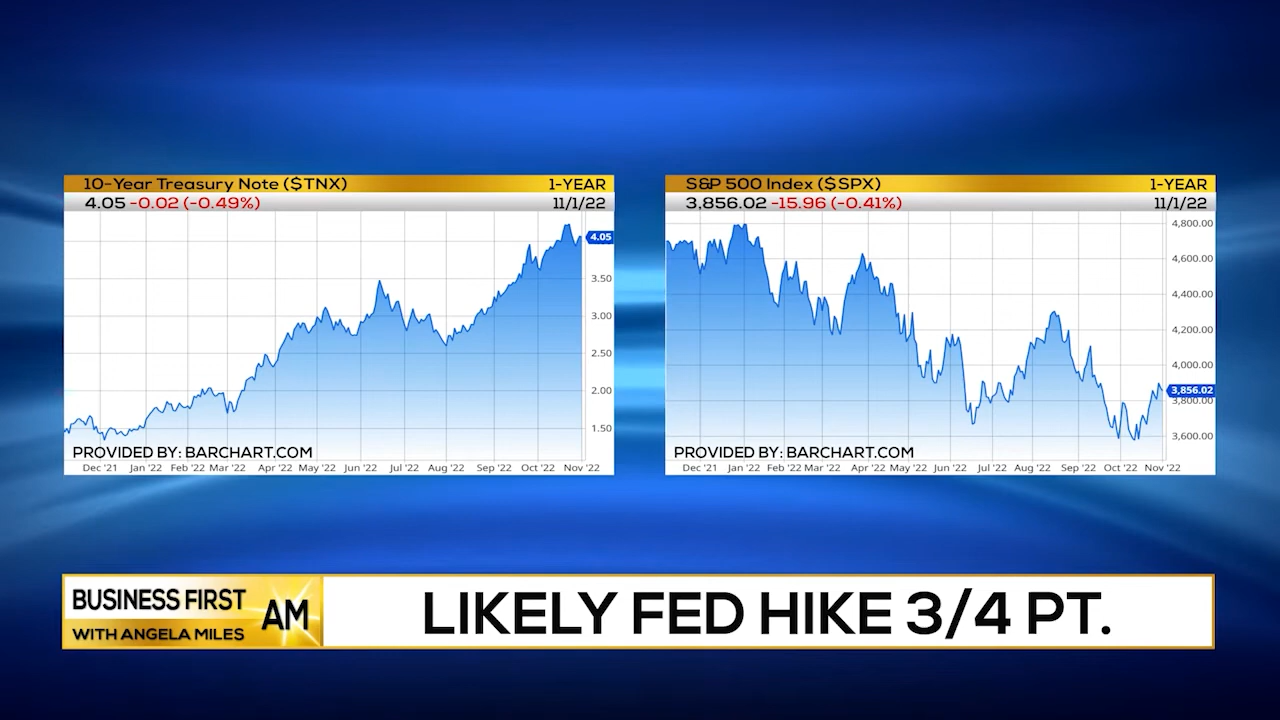 10-Year Treasury Note ($TNX) 1-YEAR
4.05 -0.02 (-0.49%) 11/1/22
4.05
3.50
3.00
2.50
2.00
1.50
PROVIDED BY: BARCHART.COM
Dec '21 Jan '22 Feb '22 Mar '22 Apr '22 May '22 Jun '22 Jul '22 Aug '22 Sep '22 Oct '22 Nov '22
S&P 500 Index ($SPX) 1-YEAR
3,856.02 -15.96 (-0.41%) 11/1/22
4,800.00
4,600.00
4,400.00
4,200.00
4,000.00
3,856.02
3,800.00
3,600.00
PROVIDED BY: BARCHART.COM
Dec '21 Jan '22 Feb '22 Mar '22 Apr '22 May '22 Jun '22 Jul '22 Aug '22 Sep '22 Oct '22 Nov '22
BUSINESS FIRST AM
WITH ANGELA MILES
LIKELY FED HIKE 3/4 PT.